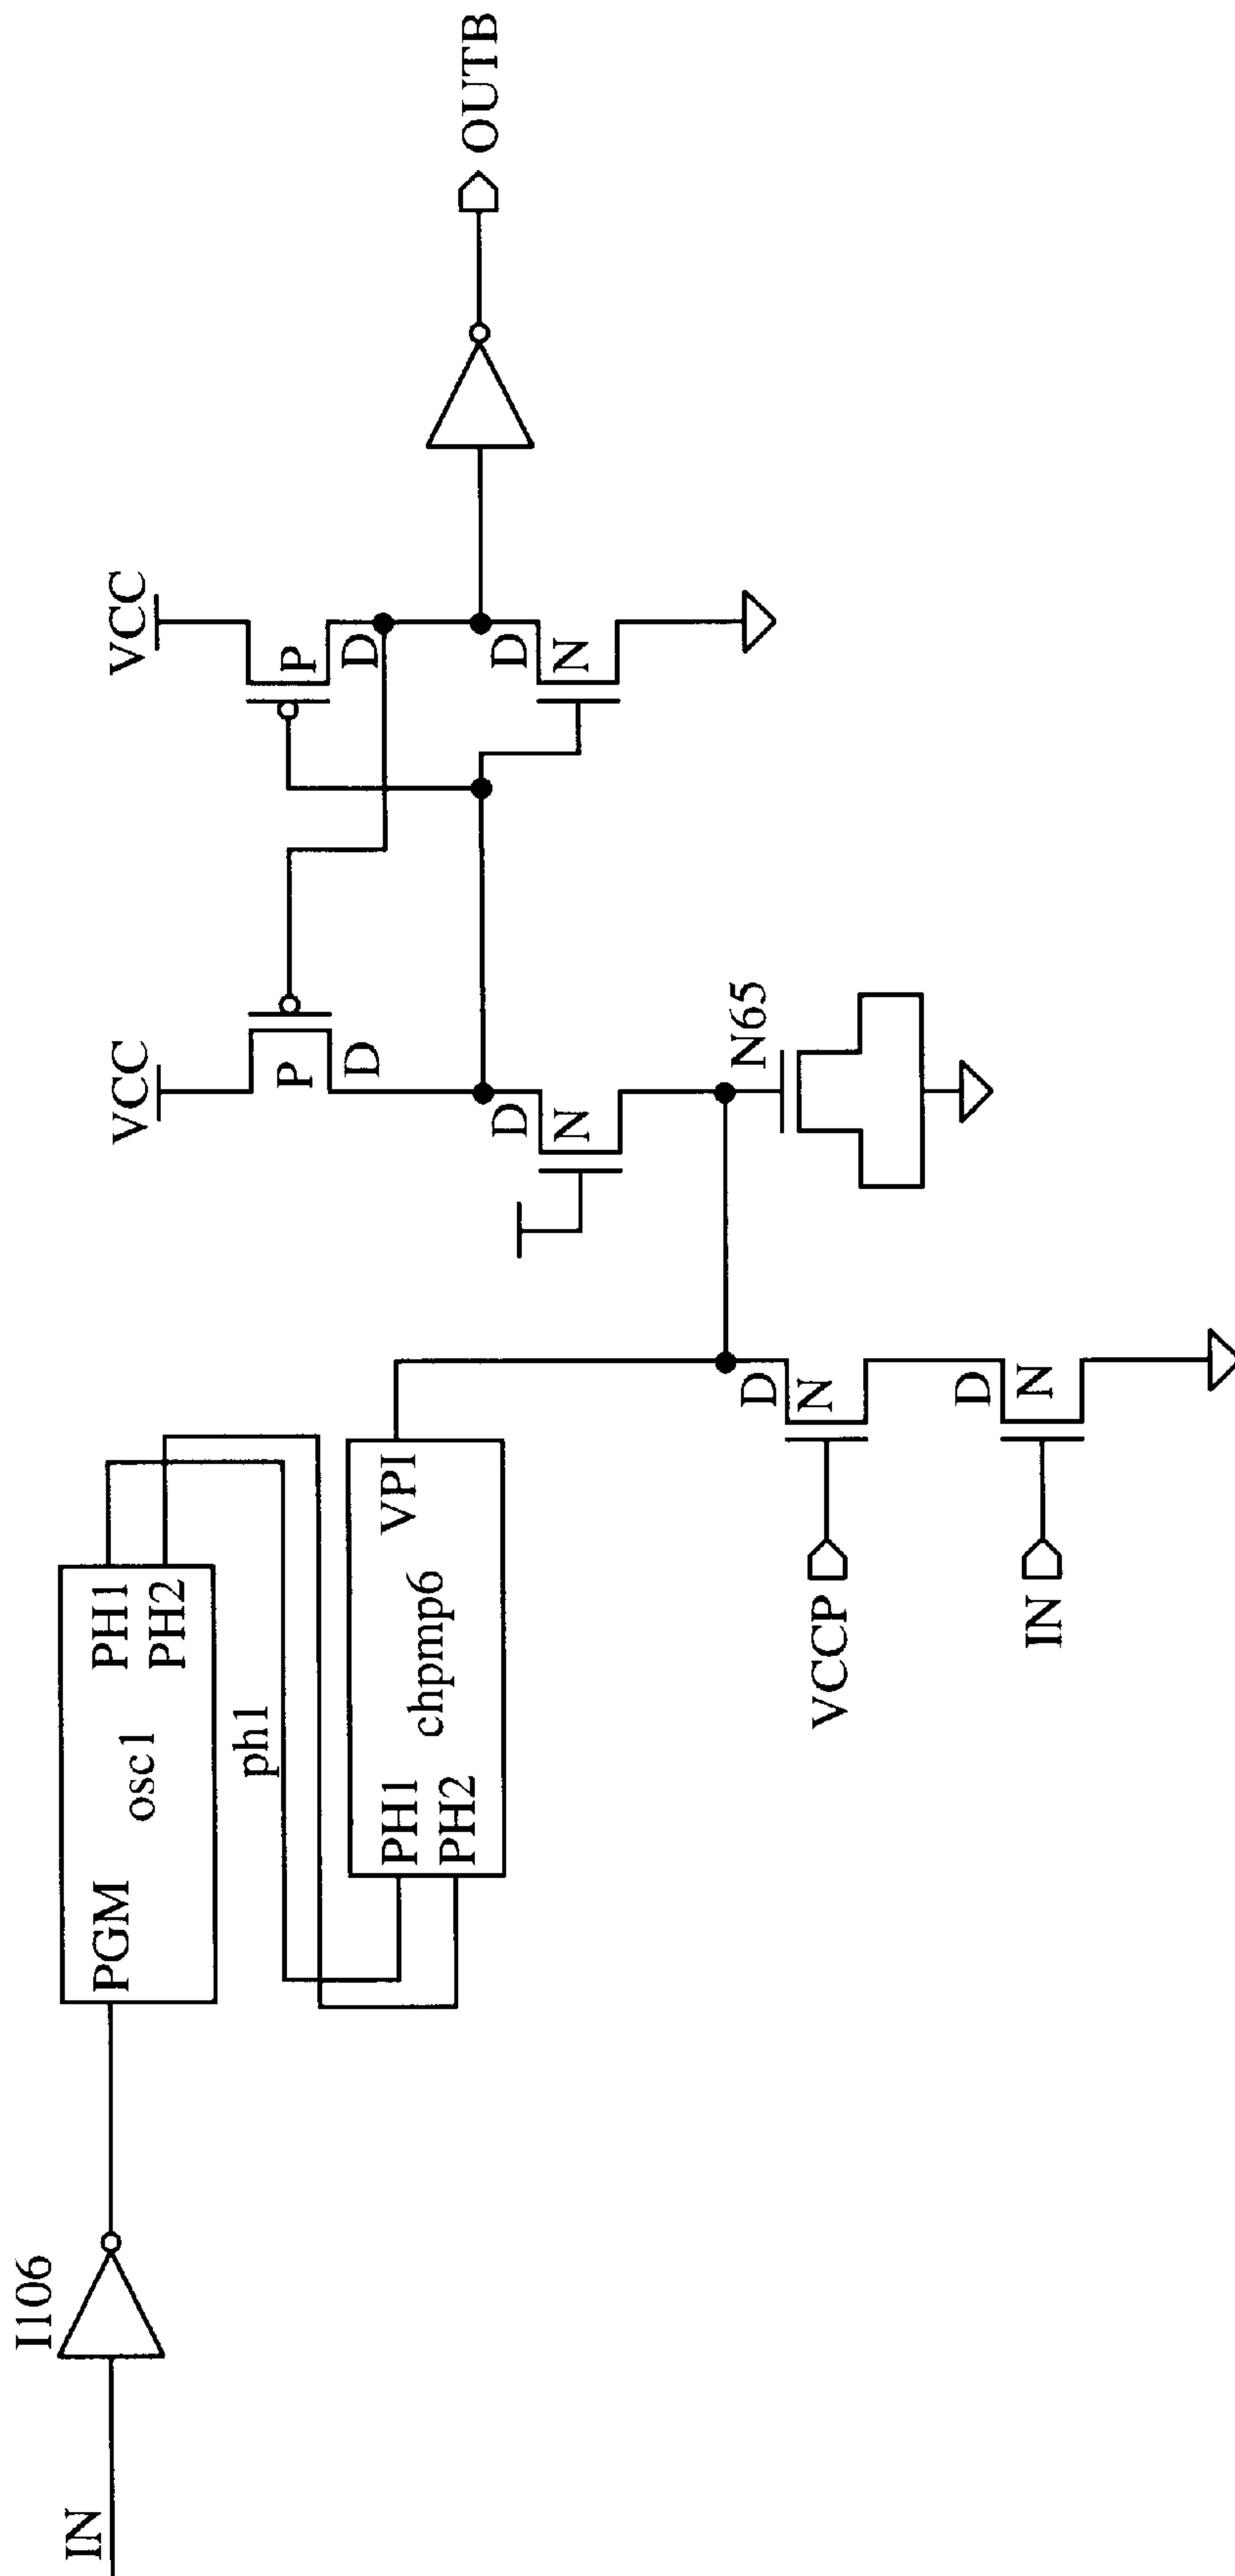 IN
I106
PGM
osc1
PH1
PH2
ph1
PH1
PH2
chpmp6
VPI
VCCP
IN
D
N
D
N
VCC
P
D
D
N
N65
VCC
P
D
D
N
OUTB